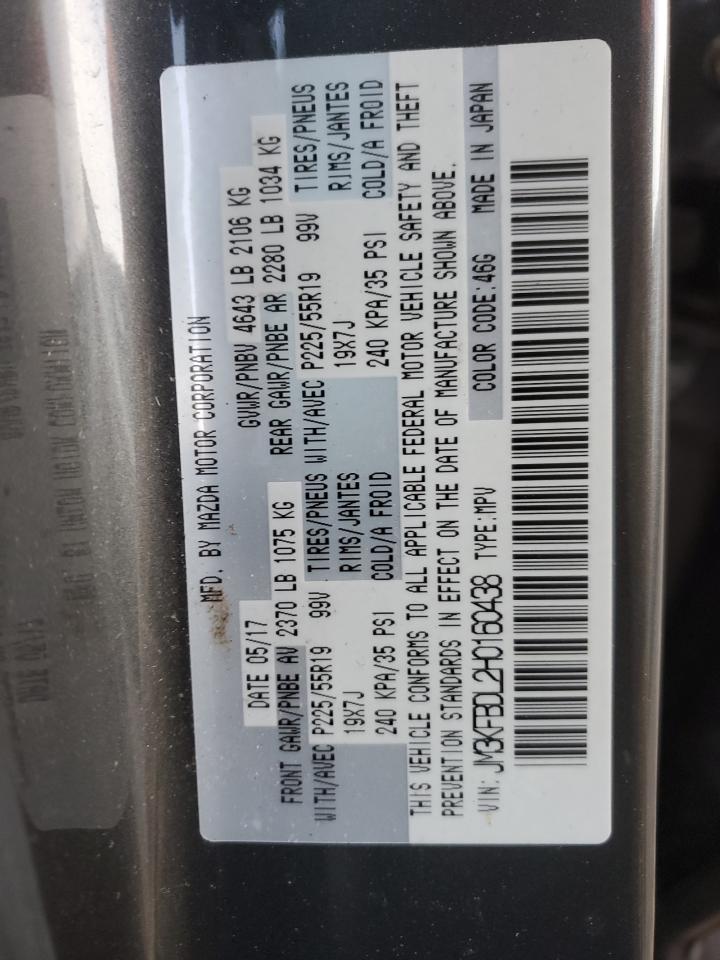 MFD. BY MAZDA MOTOR CORPORATION
DATE 05/17 GVWR/PNBV 4643 LB 2106 KG
FRONT GAWR/PNBE AV 2370 LB 1075 KG REAR GAWR/PNBE AR 2280 LB 1034 KG
WITH/AVEC P225/55R19 99V TIRES/PNEUS WITH/AVEC P225/55R19 99V TIRES/PNEUS
19X7J RIMS/JANTES 19X7J RIMS/JANTES
240 KPA/35 PSI COLD/A FROID 240 KPA/35 PSI COLD/A FROID
THIS VEHICLE CONFORMS TO ALL APPLICABLE FEDERAL MOTOR VEHICLE SAFETY AND THEFT
PREVENTION STANDARDS IN EFFECT ON THE DATE OF MANUFACTURE SHOWN ABOVE.
VIN: JM3KFBDL2H0160438 TYPE:MPV COLOR CODE:46G MADE IN JAPAN